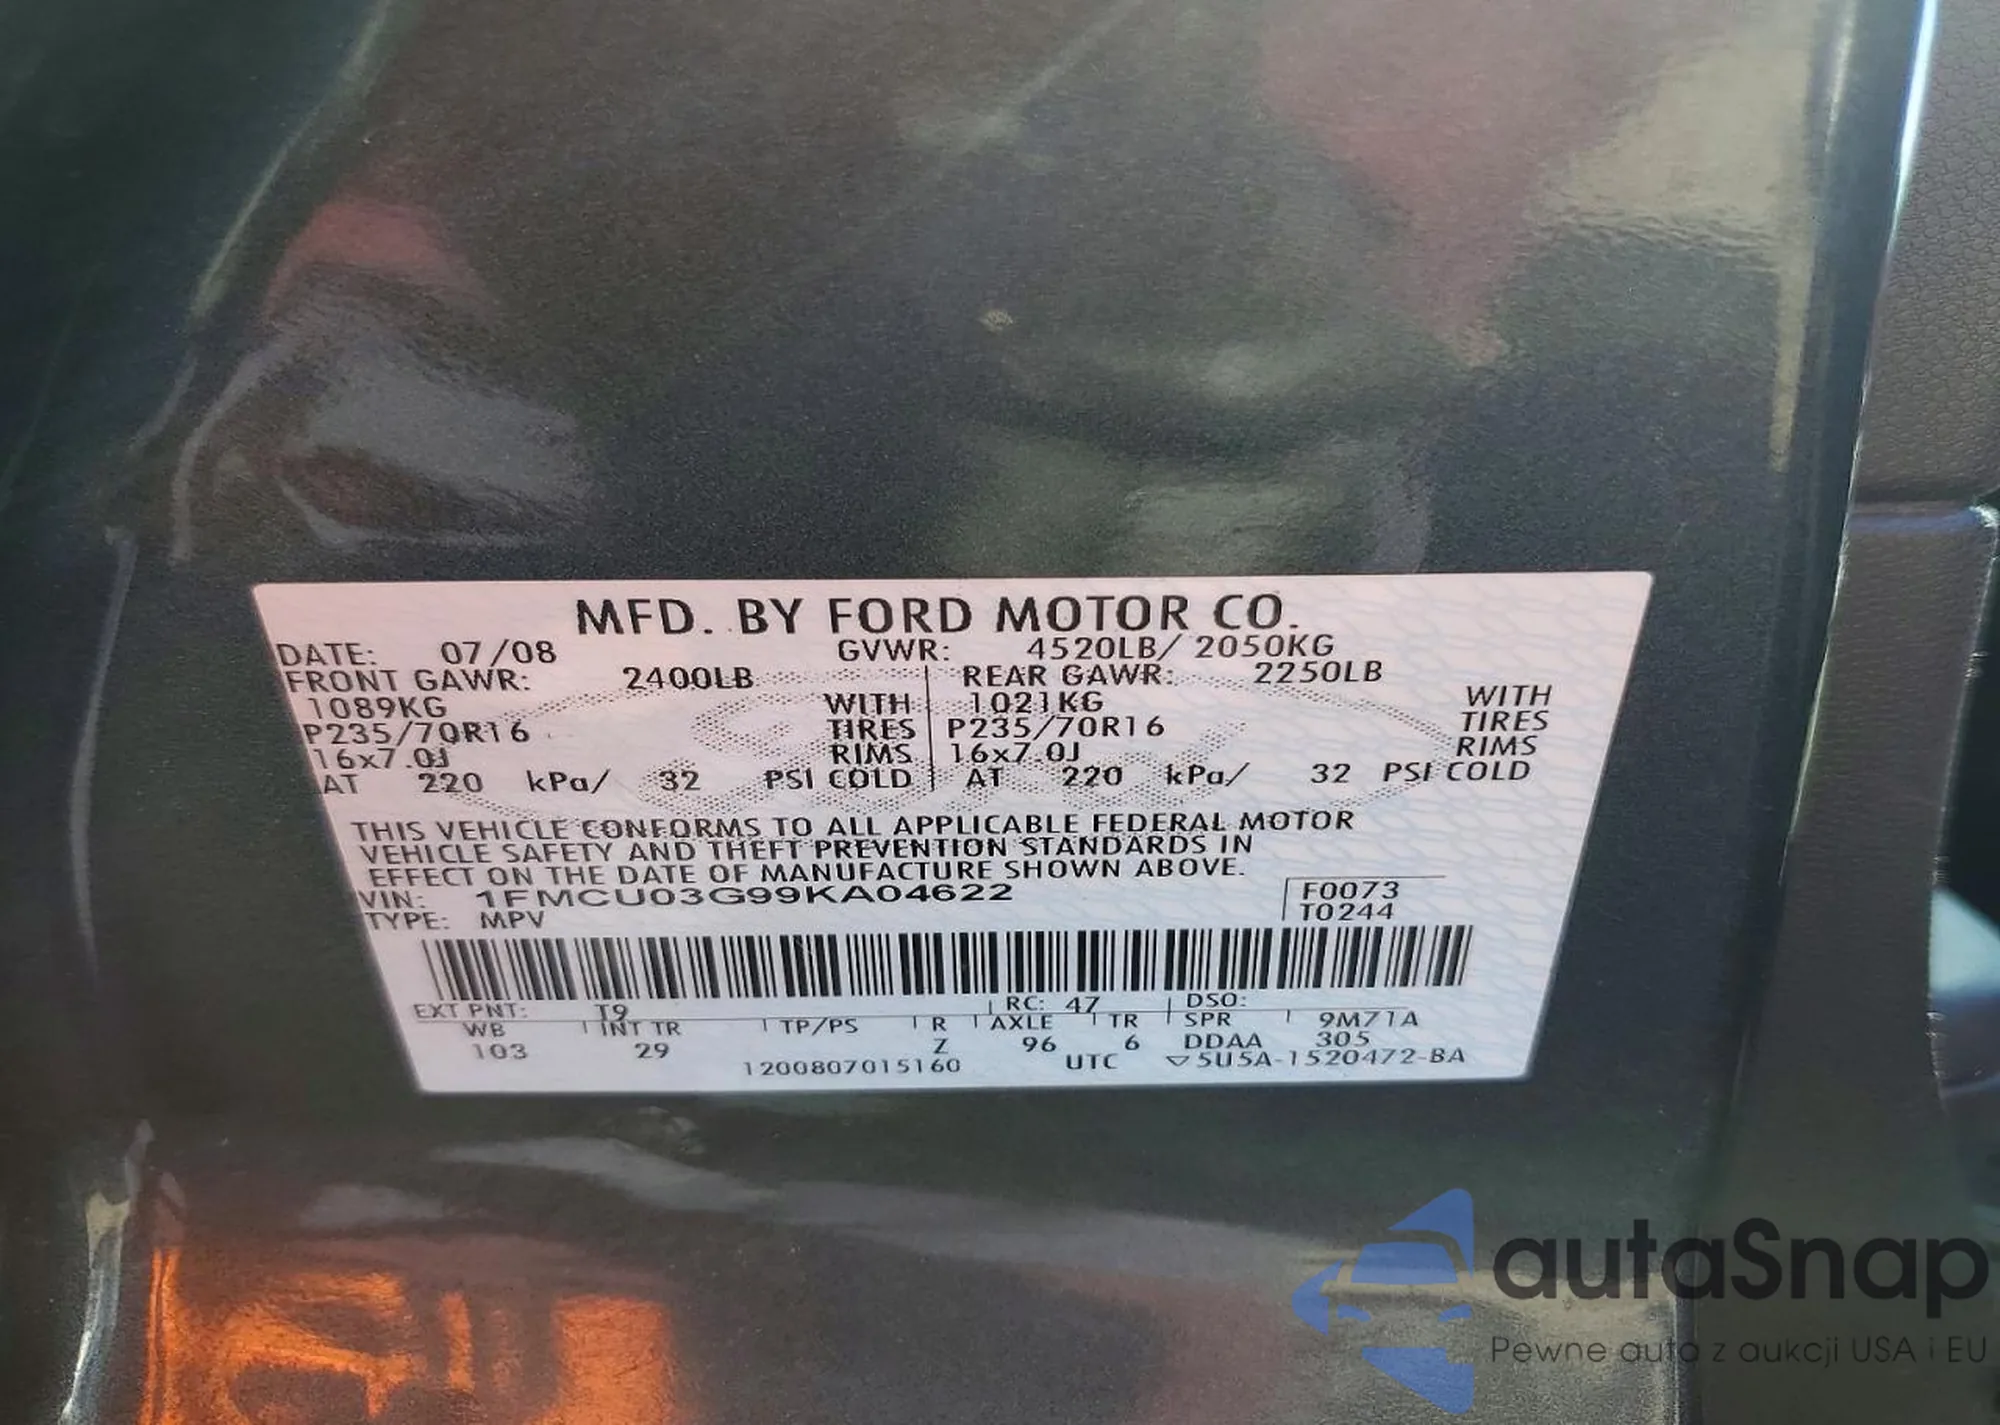 MFD. BY FORD MOTOR CO.
DATE: 07/08 GVWR: 4520LB/ 2050KG
FRONT GAWR: 2400LB REAR GAWR: 2250LB
1089KG WITH 1021KG WITH
P235/70R16 TIRES P235/70R16 TIRES
16x7.0J RIMS 16x7.0J RIMS
AT 220 kPa/ 32 PSI COLD AT 220 kPa/ 32 PSI COLD
THIS VEHICLE CONFORMS TO ALL APPLICABLE FEDERAL MOTOR
VEHICLE SAFETY AND THEFT PREVENTION STANDARDS IN
EFFECT ON THE DATE OF MANUFACTURE SHOWN ABOVE.
VIN: 1FMCU03G99KA04622 F0073
TYPE: MPV T0244
EXT PNT: T9 RC: 47 DSO:
WB INT TR TP/PS R AXLE TR SPR 9M71A
103 29 Z 96 6 DDAA 305
1200807015160 UTC ▽5U5A-1520472-BA
autaSnap
Pewne auta z aukcji USA i EU